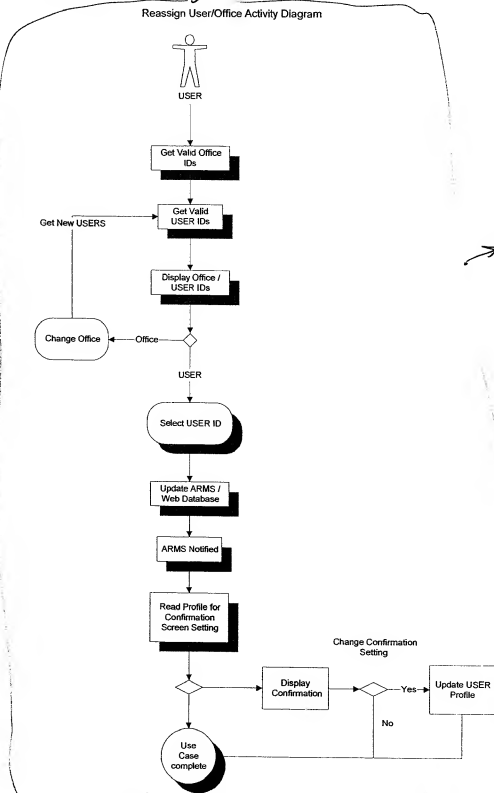 Reassign User/Office Activity Diagram
USER
Get Valid Office
IDs
Get New USERS
Get Valid
USER IDs
Display Office /
USER IDs
Change Office
Office
USER
Select USER ID
Update ARMS /
Web Database
ARMS Notified
Read Profile for
Confirmation
Screen Setting
Change Confirmation
Setting
Display
Confirmation
Yes
Update USER
Profile
No
Use
Case
complete